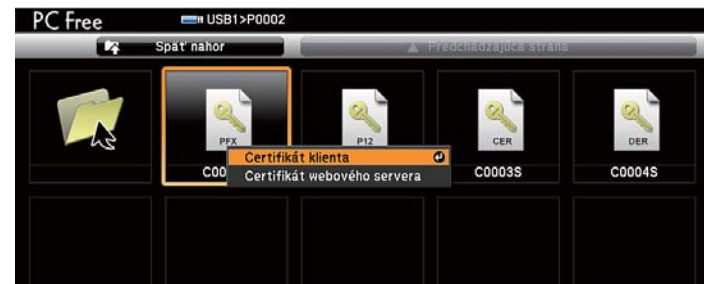 PC Free USB1>P0002
Späť nahor Predchádzajúca strana
PFX P12 CER DER
Certifikát klienta
Certifikát webového servera
C00 C0003S C0004S